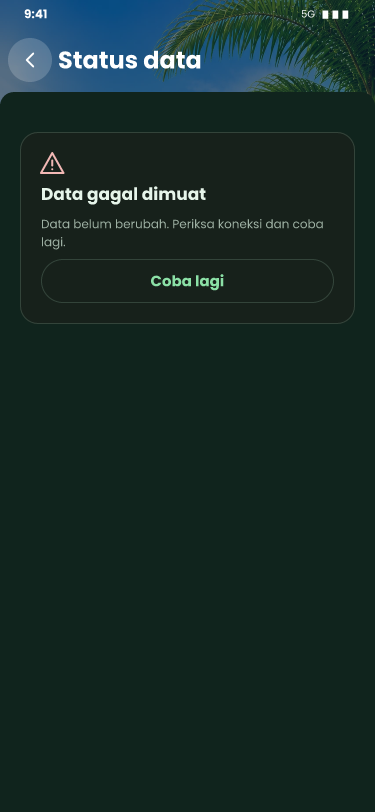 9:41
5G
Status data
Data gagal dimuat
Data belum berubah. Periksa koneksi dan coba
lagi.
Coba lagi